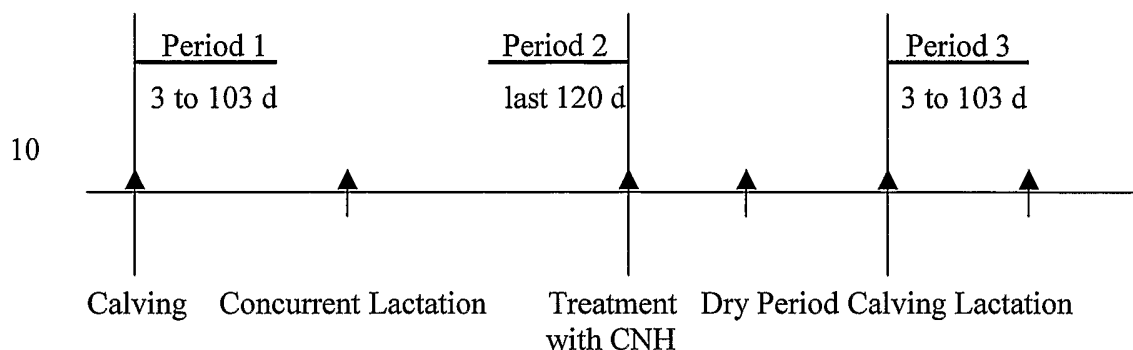 Period 1 Period 2 Period 3
3 to 103 d last 120 d 3 to 103 d
10
Calving Concurrent Lactation Treatment Dry Period Calving Lactation
with CNH